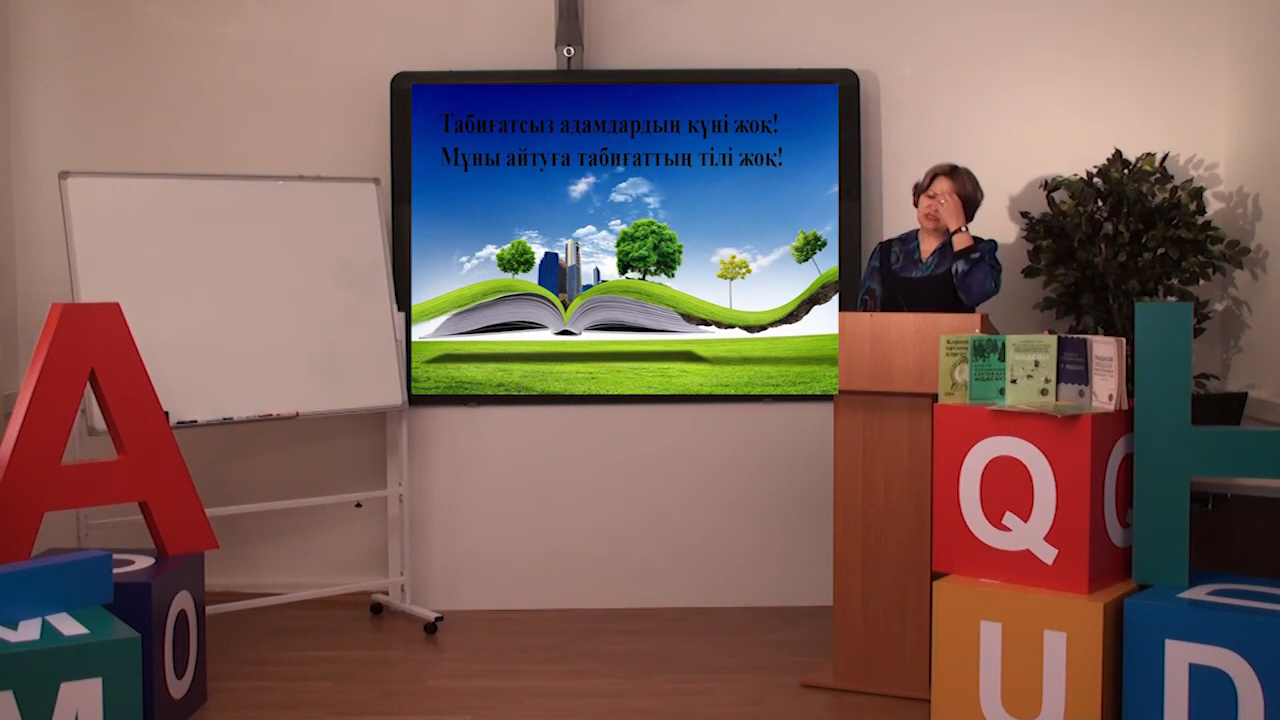 Табиғатсыз адамдардың күні жоқ!
Мұны айтуға табиғаттың тілі жоқ!
A
O
M
M
Q
U
D